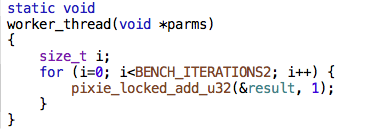 static void
worker_thread(void *parms)
{
    size_t i;
    for (i=0; i<BENCH_ITERATIONS2; i++) {
        pixie_locked_add_u32(&result, 1);
    }
}